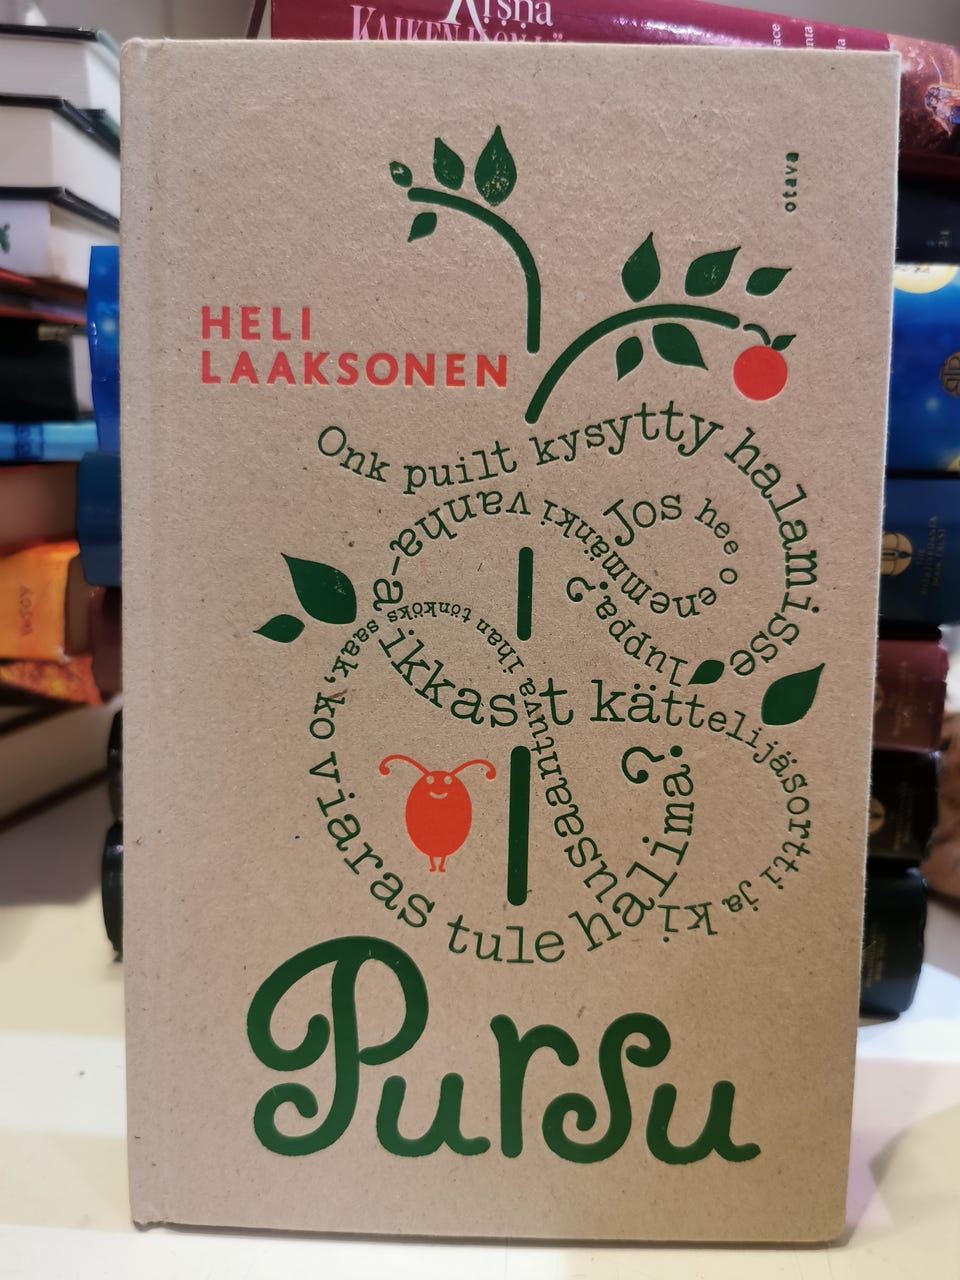 Kṛṣṇa
otava
HELI
LAAKSONEN
Onk puilt kysytty halamisse luppa?
Jos hee o enemmänki vanha-aikkast kättelijäsortti ja kiusaantuva ihan tönköks saak, ko viaras tule halima?
Pursu